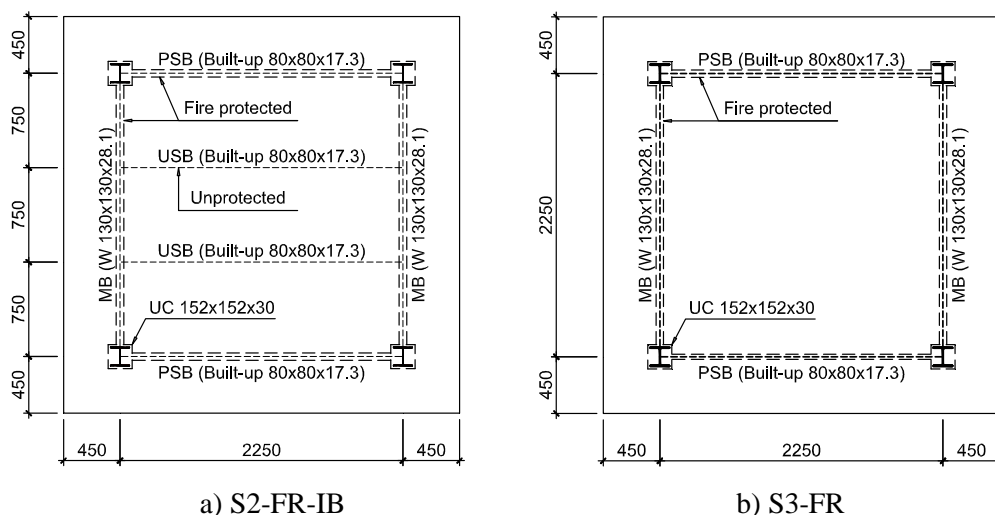 450
750
750
750
450
PSB (Built-up 80x80x17.3)
Fire protected
MB (W 130x130x28.1)
USB (Built-up 80x80x17.3)
Unprotected
USB (Built-up 80x80x17.3)
MB (W 130x130x28.1)
UC 152x152x30
PSB (Built-up 80x80x17.3)
450
2250
450
a) S2-FR-IB
450
2250
450
PSB (Built-up 80x80x17.3)
Fire protected
MB (W 130x130x28.1)
MB (W 130x130x28.1)
UC 152x152x30
PSB (Built-up 80x80x17.3)
450
2250
450
b) S3-FR